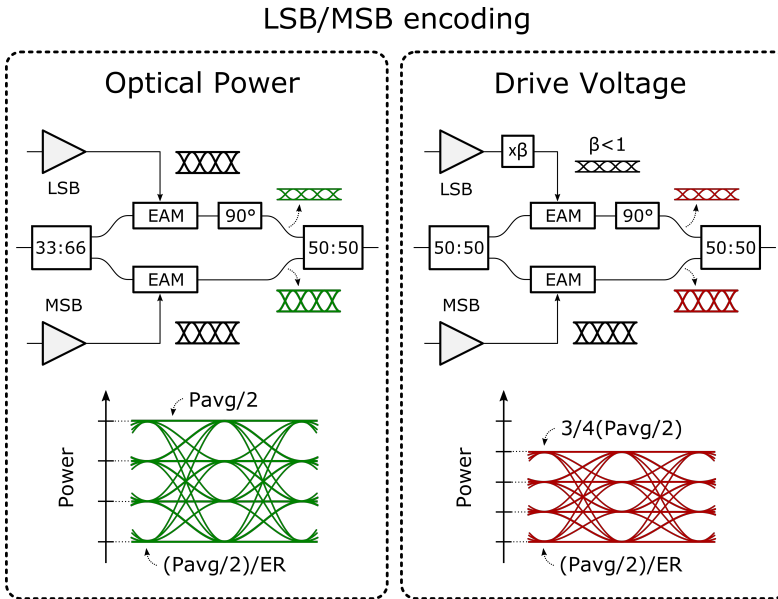 LSB/MSB encoding
Optical Power
LSB
EAM
90°
33:66
50:50
EAM
MSB
Power
Pavg/2
(Pavg/2)/ER
Drive Voltage
xβ
β<1
LSB
EAM
90°
50:50
50:50
EAM
MSB
Power
3/4(Pavg/2)
(Pavg/2)/ER